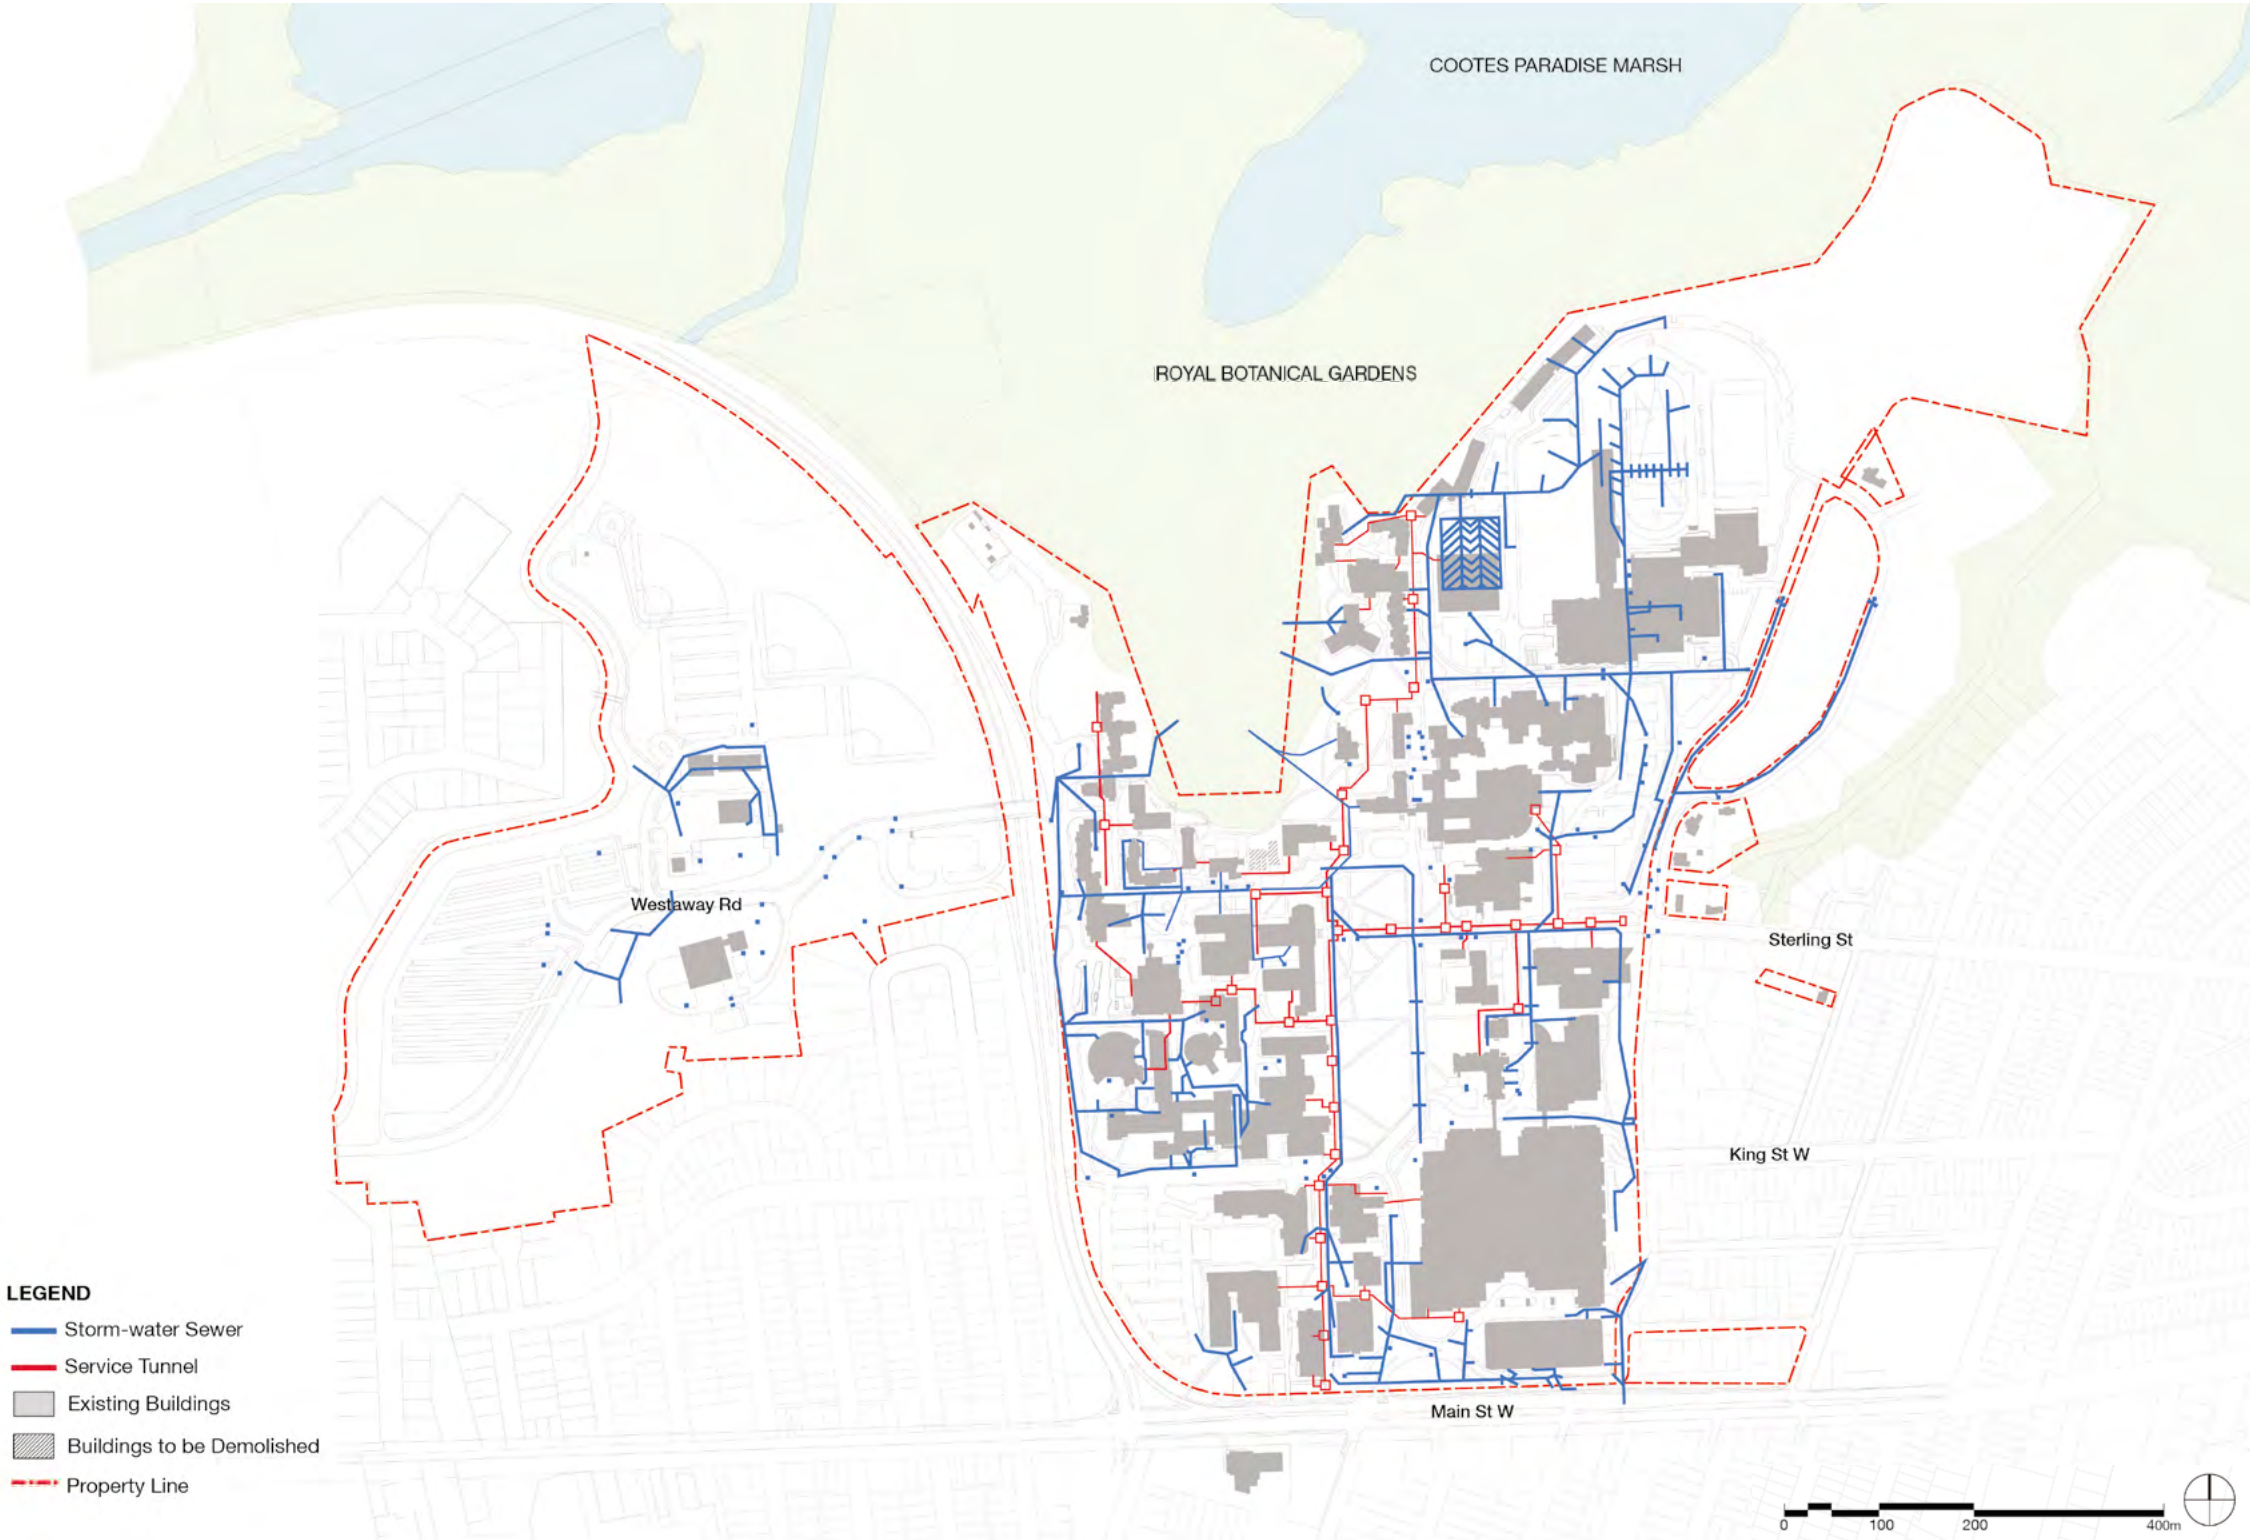 COOTES PARADISE MARSH
ROYAL BOTANICAL GARDENS
Westaway Rd
Sterling St
King St W
Main St W
LEGEND
Storm-water Sewer
Service Tunnel
Existing Buildings
Buildings to be Demolished
Property Line
0 100 200 400m